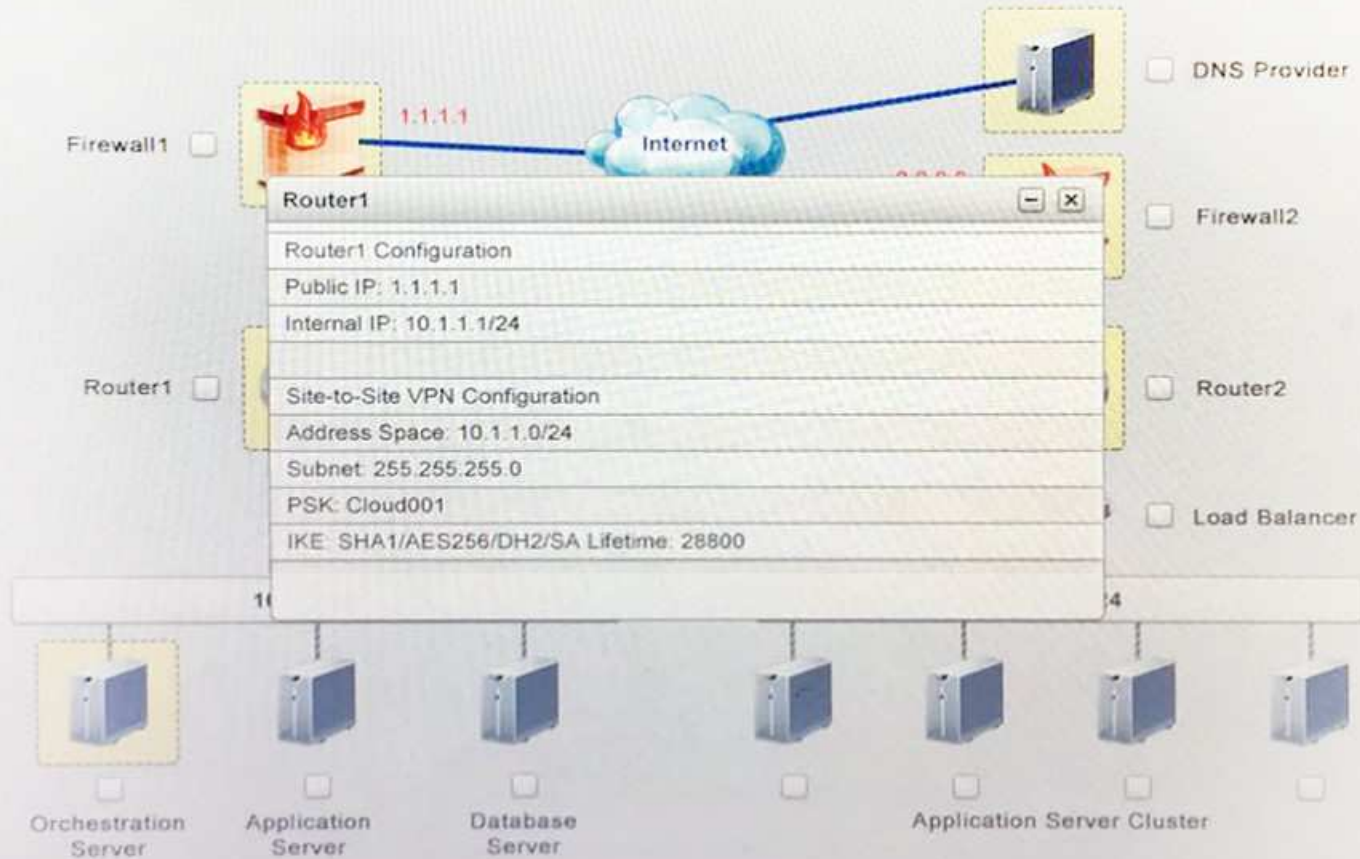 DNS Provider
1.1.1.1
Firewall1
Internet
Router1
Firewall2
Router1 Configuration
Public IP: 1.1.1.1
Internal IP: 10.1.1.1/24
Router1
Site-to-Site VPN Configuration
Router2
Address Space: 10.1.1.0/24
Subnet: 255.255.255.0
PSK: Cloud001
Load Balancer
IKE: SHA1/AES256/DH2/SA Lifetime: 28800
Orchestration
Server
Application
Server
Database
Server
Application Server Cluster